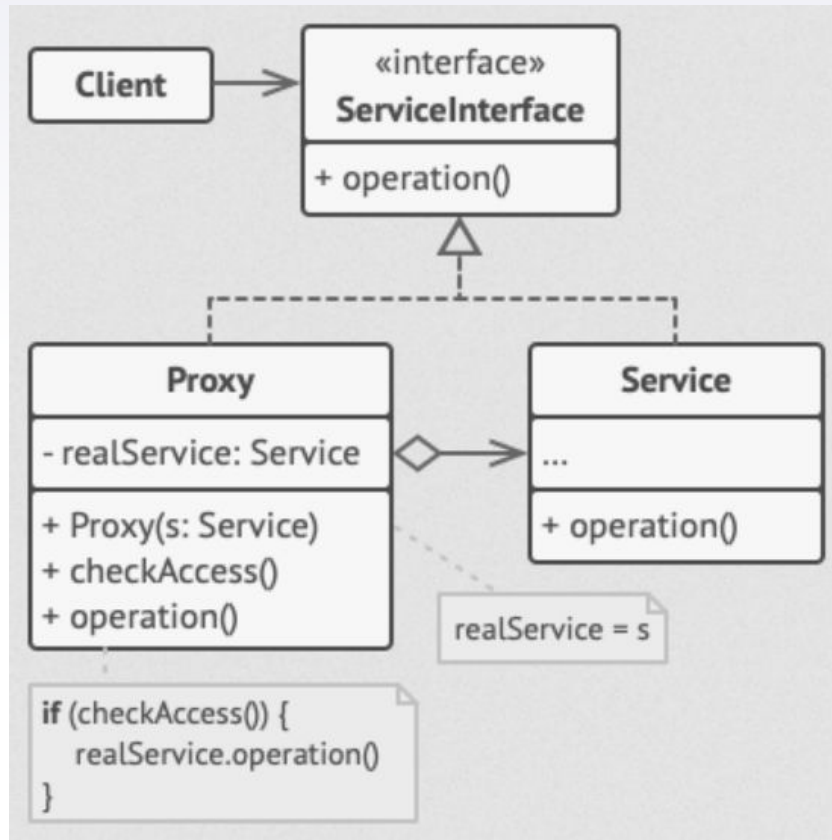 Client
«interface»
ServiceInterface
+ operation()
Proxy
- realService: Service
+ Proxy(s: Service)
+ checkAccess()
+ operation()
Service
...
+ operation()
realService = s
if (checkAccess()) {
realService.operation()
}